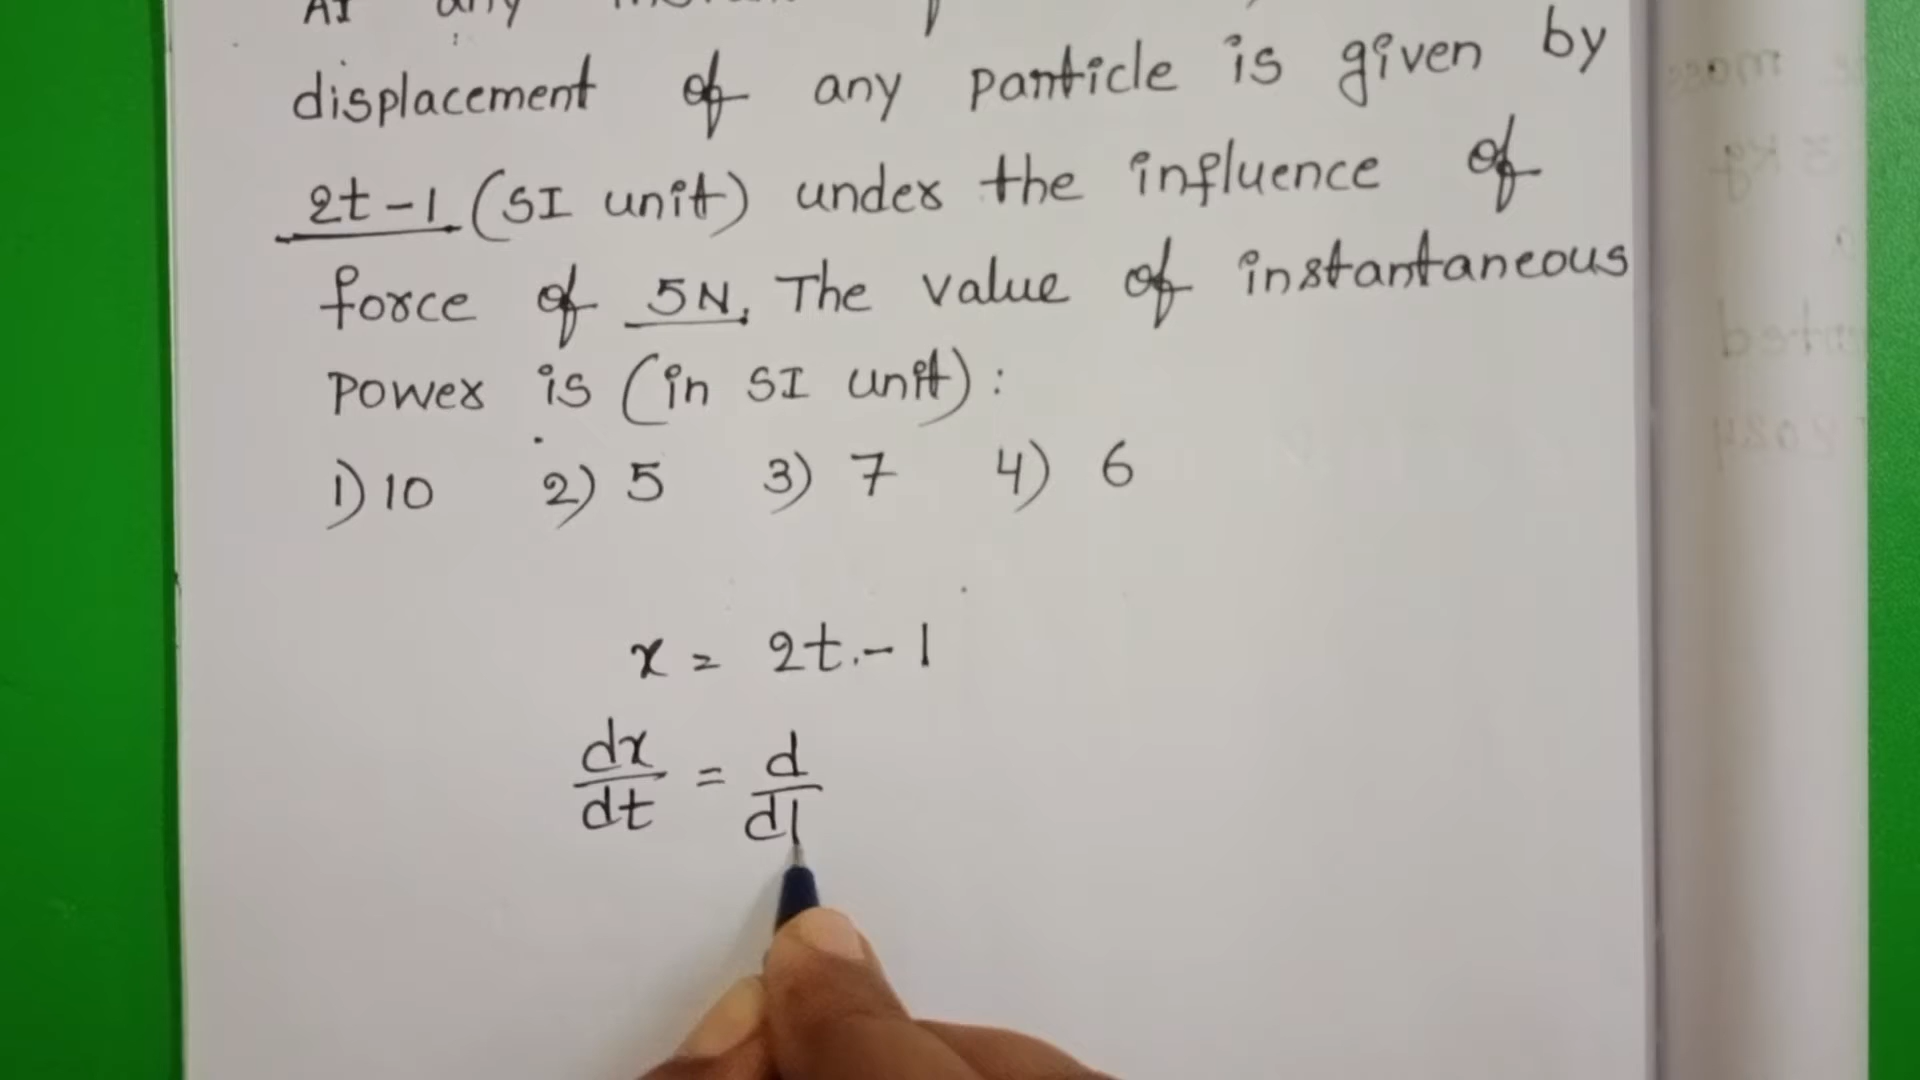 At any
displacement of any particle is given by
2t-1 (SI unit) under the influence of
force of 5N. The value of instantaneous
power is (in SI unit):
1) 10 2) 5 3) 7 4) 6
x = 2t - 1
dx/dt = d/d